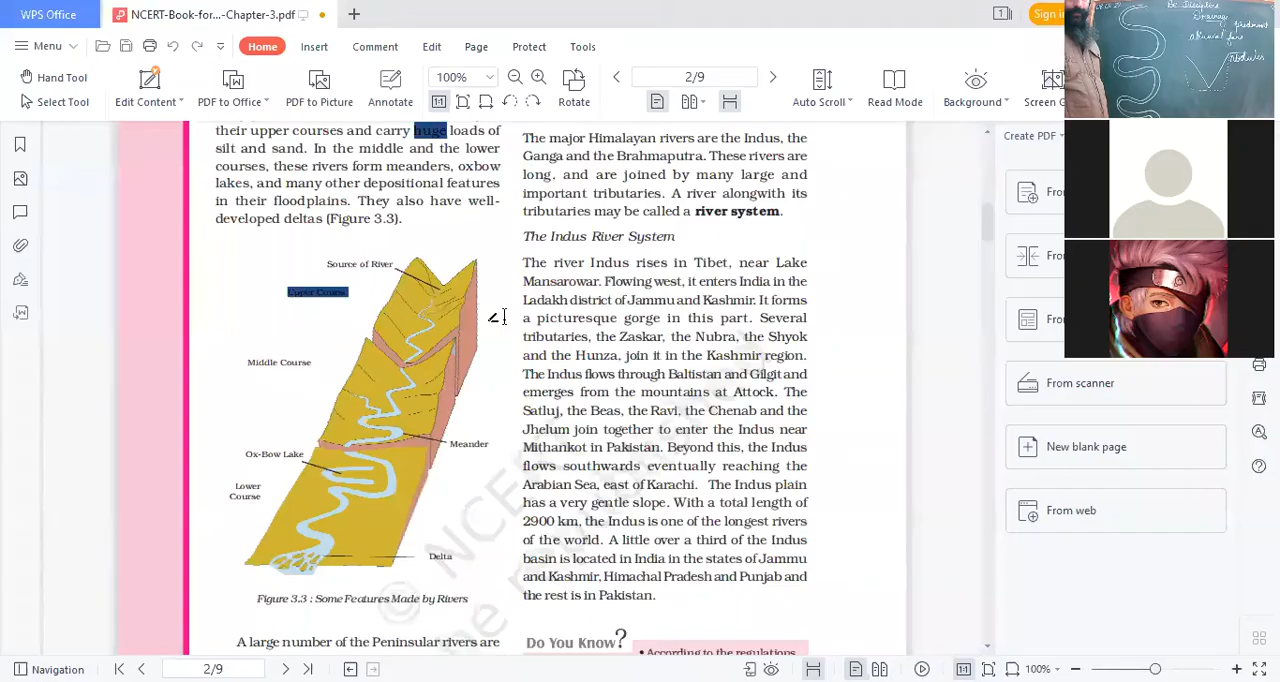 WPS Office
NCERT-Book-for...-Chapter-3.pdf
Sign in
Menu
Home
Insert
Comment
Edit
Page
Protect
Tools
Hand Tool
Select Tool
Edit Content
PDF to Office
PDF to Picture
Annotate
100%
Rotate
2/9
Auto Scroll
Read Mode
Background
Screen G
Be Discipline
Drainage
nodules
their upper courses and carry huge loads of
silt and sand. In the middle and the lower
courses, these rivers form meanders, oxbow
lakes, and many other depositional features
in their floodplains. They also have well-
developed deltas (Figure 3.3).
Source of River
Upper Course
Middle Course
Meander
Ox-Bow Lake
Lower
Course
Delta
Figure 3.3 : Some Features Made by Rivers
A large number of the Peninsular rivers are
The major Himalayan rivers are the Indus, the
Ganga and the Brahmaputra. These rivers are
long, and are joined by many large and
important tributaries. A river alongwith its
tributaries may be called a river system.
The Indus River System
The river Indus rises in Tibet, near Lake
Mansarowar. Flowing west, it enters India in the
Ladakh district of Jammu and Kashmir. It forms
a picturesque gorge in this part. Several
tributaries, the Zaskar, the Nubra, the Shyok
and the Hunza, join it in the Kashmir region.
The Indus flows through Baltistan and Gilgit and
emerges from the mountains at Attock. The
Satluj, the Beas, the Ravi, the Chenab and the
Jhelum join together to enter the Indus near
Mithankot in Pakistan. Beyond this, the Indus
flows southwards eventually reaching the
Arabian Sea, east of Karachi. The Indus plain
has a very gentle slope. With a total length of
2900 km, the Indus is one of the longest rivers
of the world. A little over a third of the Indus
basin is located in India in the states of Jammu
and Kashmir, Himachal Pradesh and Punjab and
the rest is in Pakistan.
Do You Know?
• According to the regulations
© NCERT
Create PDF
From scanner
New blank page
From web
Navigation
2/9
100%